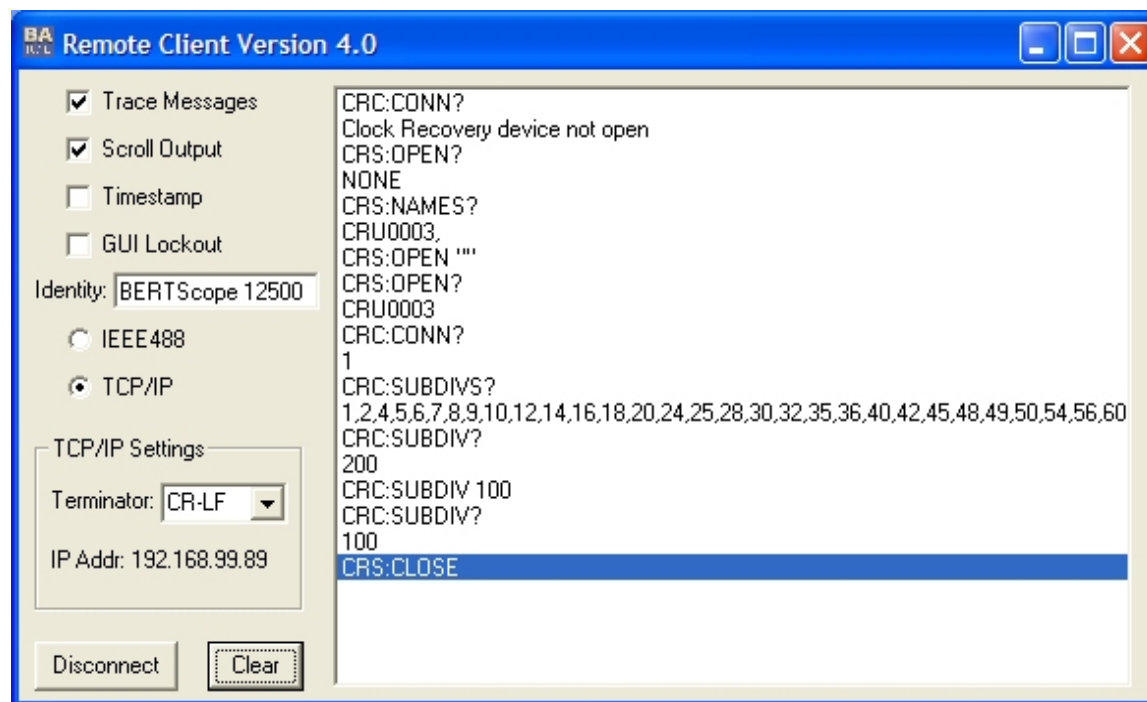 BA
Remote Client Version 4.0
Trace Messages
Scroll Output
Timestamp
GUI Lockout
Identity: BERTScope 12500
IEEE488
TCP/IP
TCP/IP Settings
Terminator: CR-LF
IP Addr: 192.168.99.89
Disconnect
Clear
CRC:CONN?
Clock Recovery device not open
CRS:OPEN?
NONE
CRS:NAMES?
CRU0003,
CRS:OPEN ""
CRS:OPEN?
CRU0003
CRC:CONN?
1
CRC:SUBDIVS?
1,2,4,5,6,7,8,9,10,12,14,16,18,20,24,25,28,30,32,35,36,40,42,45,48,49,50,54,56,60
CRC:SUBDIV?
200
CRC:SUBDIV 100
CRC:SUBDIV?
100
CRS:CLOSE